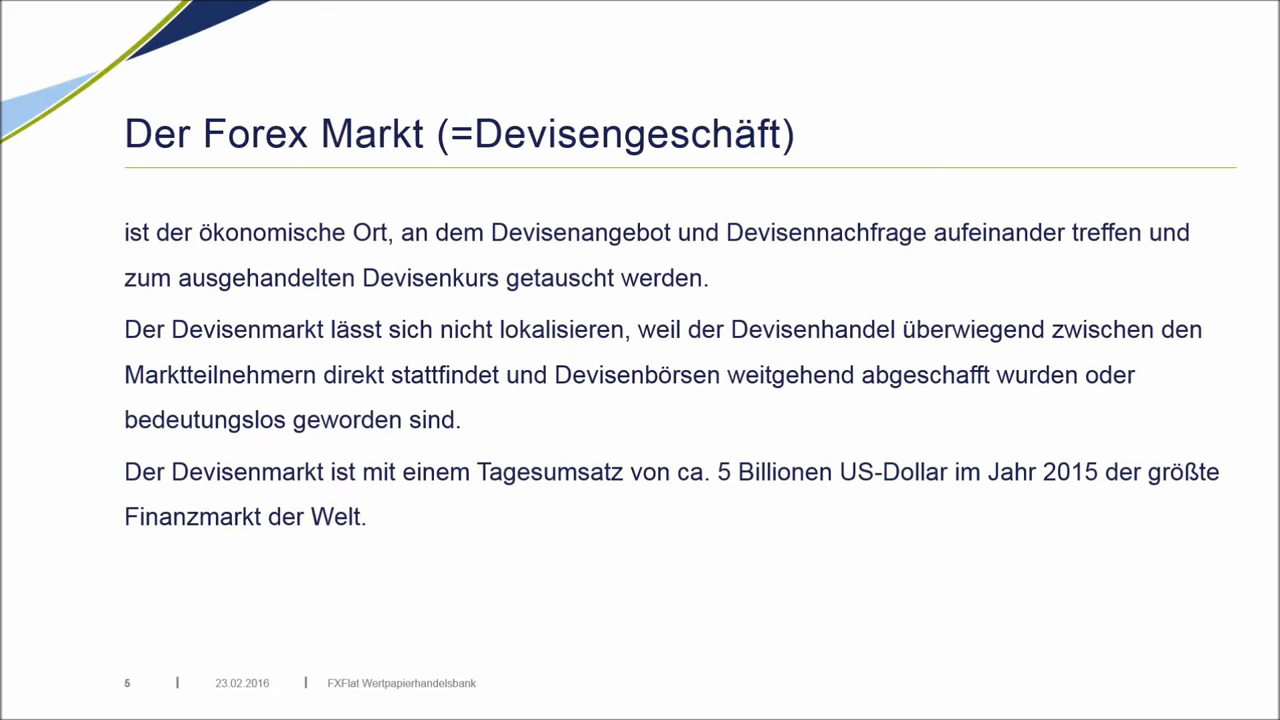 Der Forex Markt (=Devisengeschäft)
ist der ökonomische Ort, an dem Devisenangebot und Devisennachfrage aufeinander treffen und
zum ausgehandelten Devisenkurs getauscht werden.
Der Devisenmarkt lässt sich nicht lokalisieren, weil der Devisenhandel überwiegend zwischen den
Marktteilnehmern direkt stattfindet und Devisenbörsen weitgehend abgeschafft wurden oder
bedeutungslos geworden sind.
Der Devisenmarkt ist mit einem Tagesumsatz von ca. 5 Billionen US-Dollar im Jahr 2015 der größte
Finanzmarkt der Welt.
5 | 23.02.2016 | FXFlat Wertpapierhandelsbank